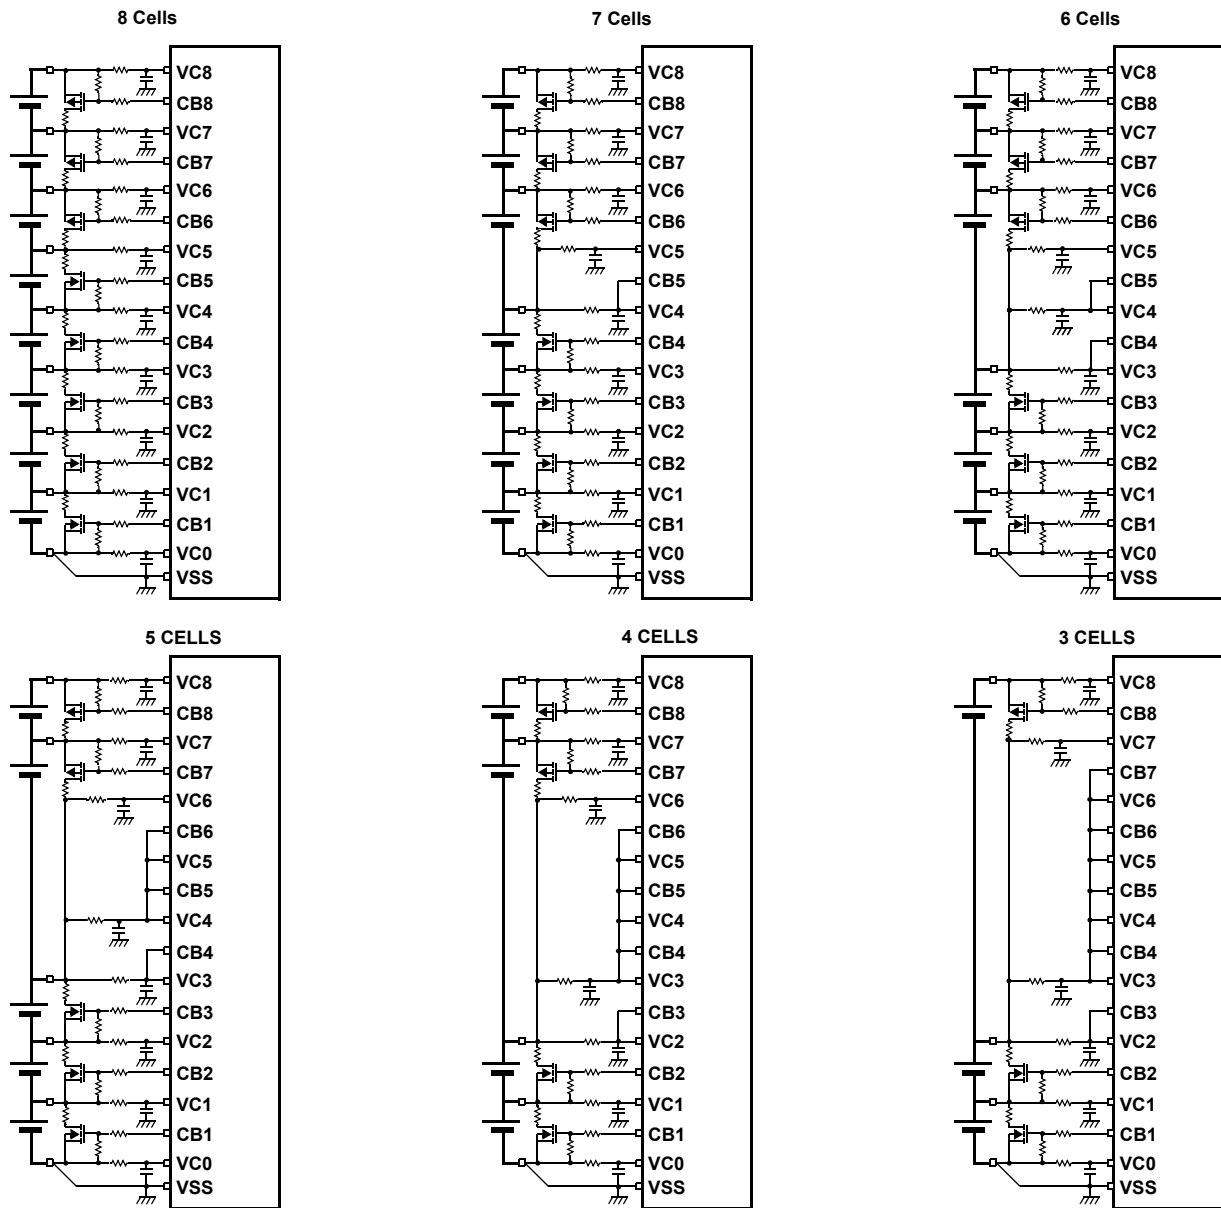 8 Cells
VC8
CB8
VC7
CB7
VC6
CB6
VC5
CB5
VC4
CB4
VC3
CB3
VC2
CB2
VC1
CB1
VC0
VSS
7 Cells
VC8
CB8
VC7
CB7
VC6
CB6
VC5
CB5
VC4
CB4
VC3
CB3
VC2
CB2
VC1
CB1
VC0
VSS
6 Cells
VC8
CB8
VC7
CB7
VC6
CB6
VC5
CB5
VC4
CB4
VC3
CB3
VC2
CB2
VC1
CB1
VC0
VSS
5 CELLS
VC8
CB8
VC7
CB7
VC6
CB6
VC5
CB5
VC4
CB4
VC3
CB3
VC2
CB2
VC1
CB1
VC0
VSS
4 CELLS
VC8
CB8
VC7
CB7
VC6
CB6
VC5
CB5
VC4
CB4
VC3
CB3
VC2
CB2
VC1
CB1
VC0
VSS
3 CELLS
VC8
CB8
VC7
CB7
VC6
CB6
VC5
CB5
VC4
CB4
VC3
CB3
VC2
CB2
VC1
CB1
VC0
VSS